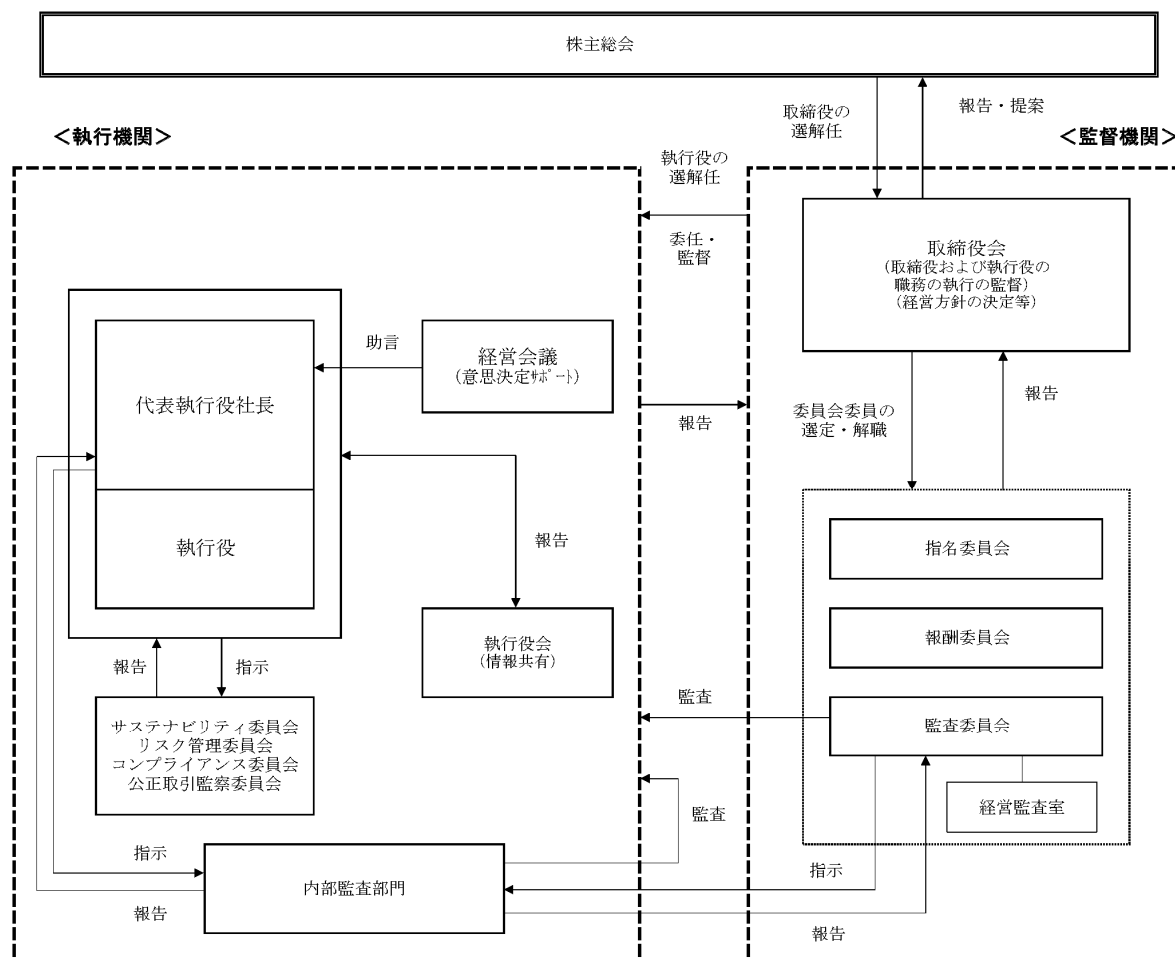 株主総会
取締役の
選解任
報告・提案
＜執行機関＞
＜監督機関＞
執行役の
選解任
委任・
監督
取締役会
(取締役および執行役の
職務の執行の監督)
(経営方針の決定等)
助言
経営会議
(意思決定ｻﾎﾟｰﾄ)
代表執行役社長
執行役
報告
委員会委員の
選定・解職
報告
指名委員会
報告
執行役会
(情報共有)
報酬委員会
報告
指示
監査
監査委員会
サステナビリティ委員会
リスク管理委員会
コンプライアンス委員会
公正取引監察委員会
経営監査室
監査
指示
内部監査部門
指示
報告
報告